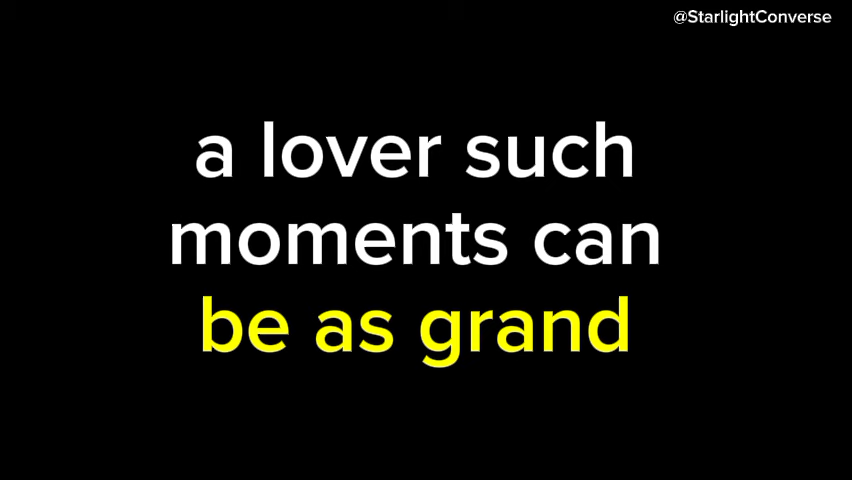 @StarlightConverse
a lover such
moments can
be as grand